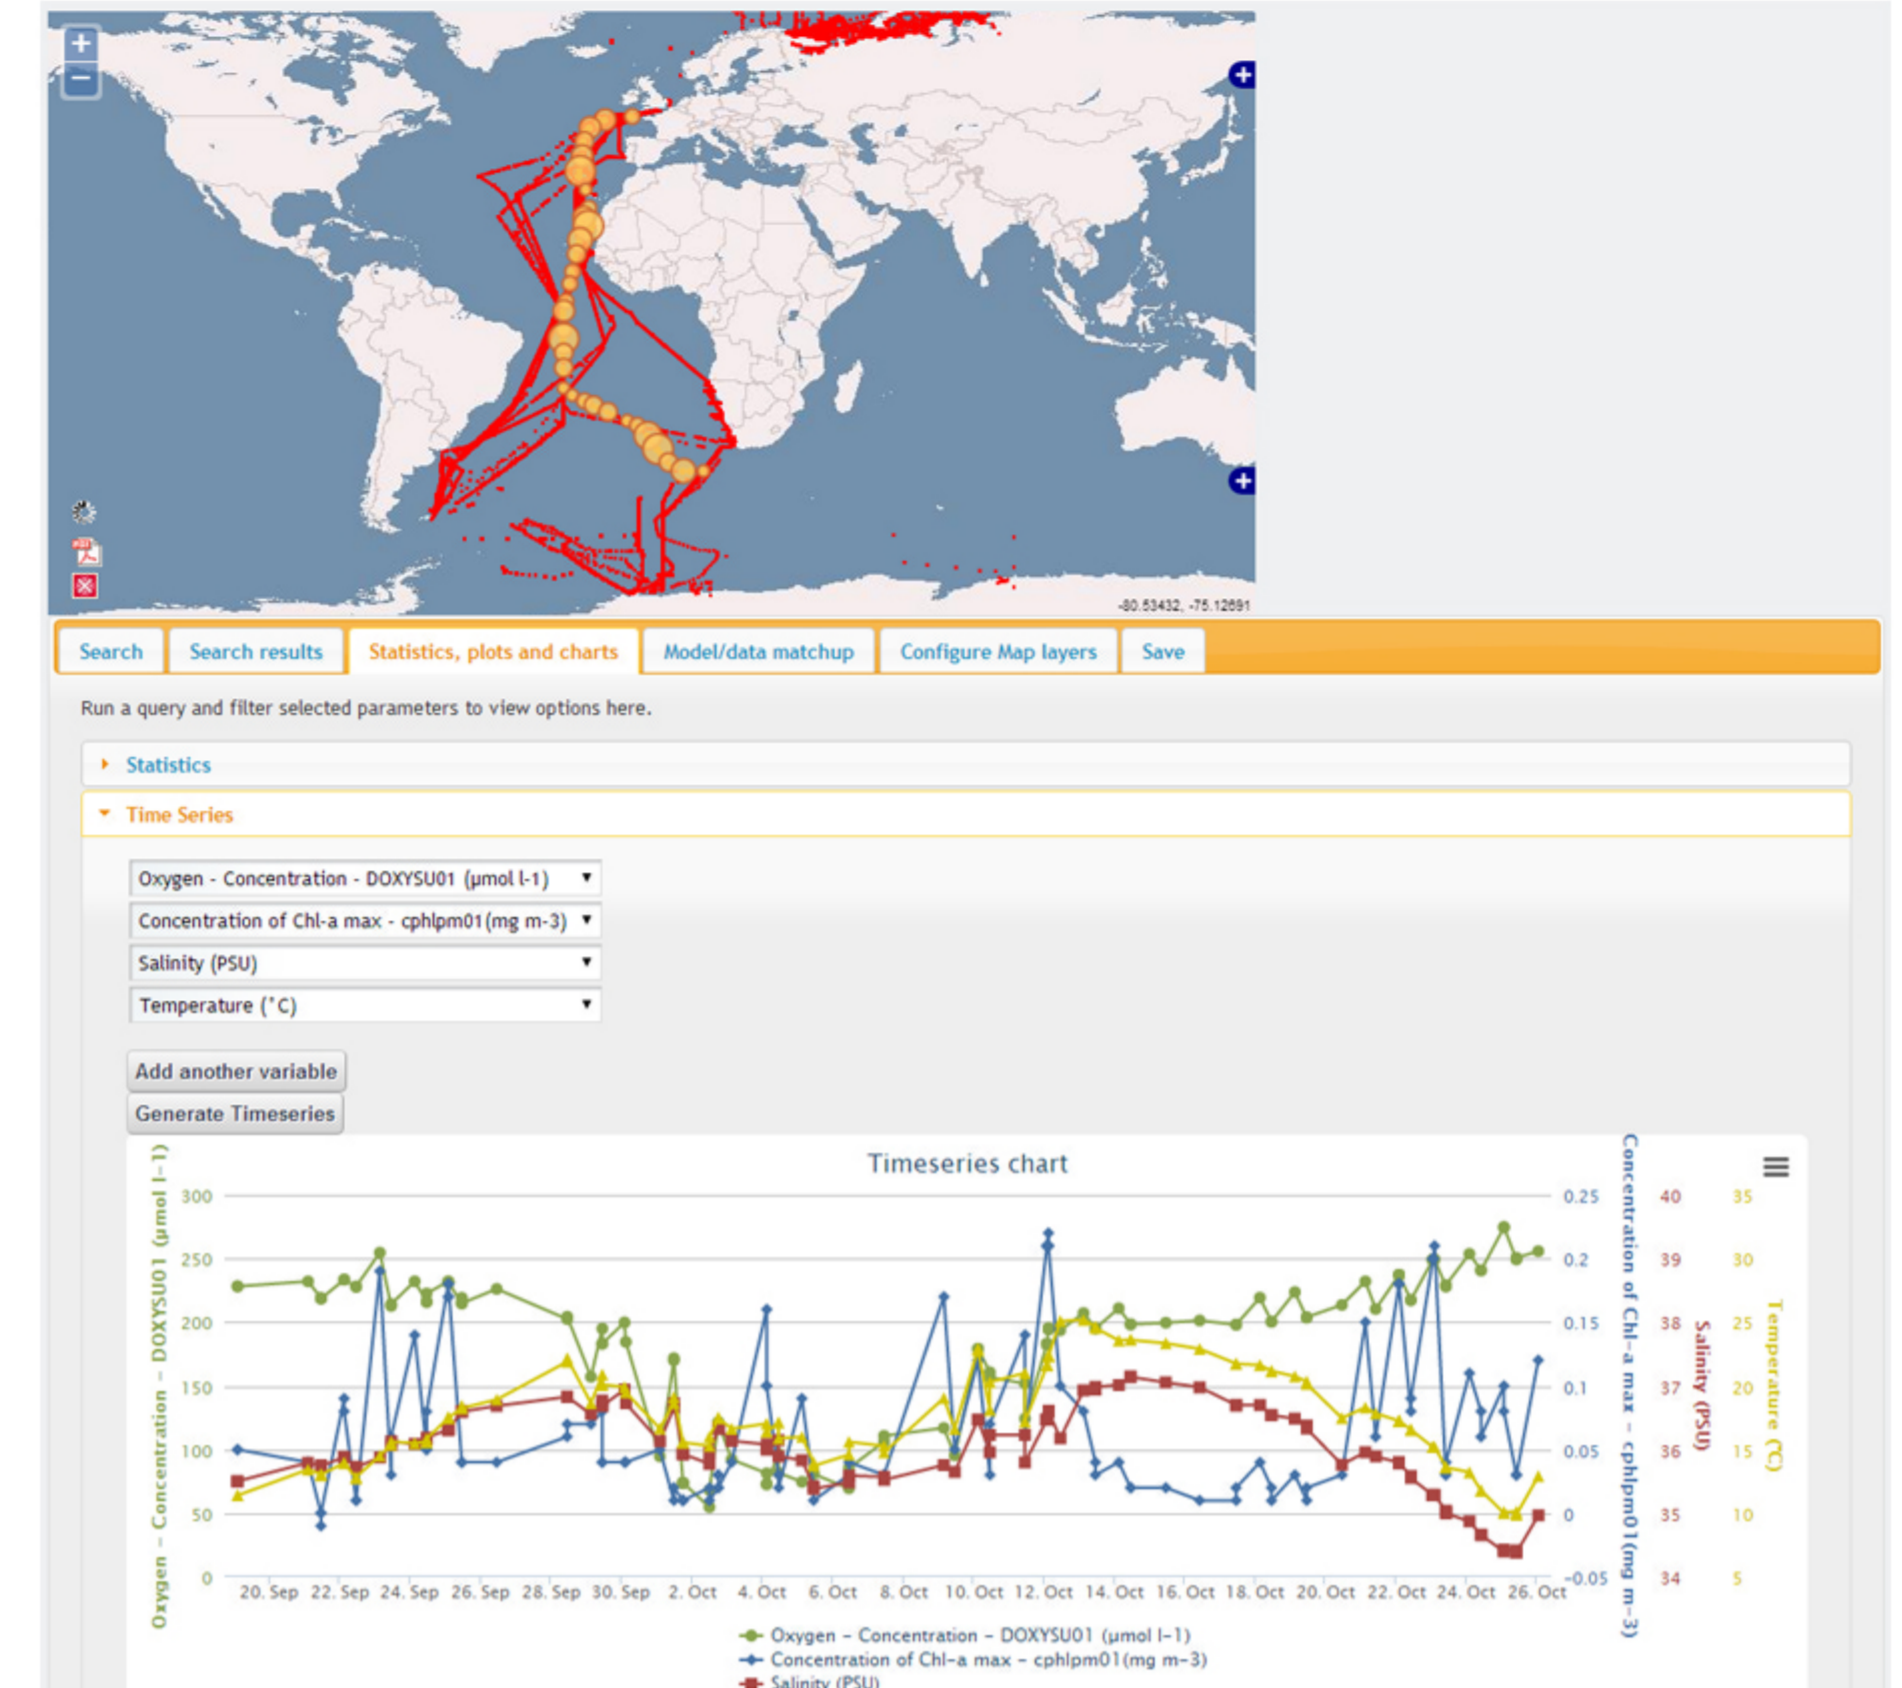 +
−
+
+
PDF
-80.53432, -75.12691
Search Search results Statistics, plots and charts Model/data matchup Configure Map layers Save
Run a query and filter selected parameters to view options here.
Statistics
Time Series
Oxygen - Concentration - DOXYSU01 (µmol l-1)
Concentration of Chl-a max - cphlpm01(mg m-3)
Salinity (PSU)
Temperature (°C)
Add another variable
Generate Timeseries
Timeseries chart
Oxygen – Concentration – DOXYSU01 (µmol l–1)
Concentration of Chl–a max – cphlpm01(mg m–3)
Salinity (PSU)
Temperature (°C)
300 0.25 40 35
250 0.2 39 30
200 0.15 38 25
150 0.1 37 20
100 0.05 36 15
50 0 35 10
0 −0.05 34 5
20. Sep 22. Sep 24. Sep 26. Sep 28. Sep 30. Sep 2. Oct 4. Oct 6. Oct 8. Oct 10. Oct 12. Oct 14. Oct 16. Oct 18. Oct 20. Oct 22. Oct 24. Oct 26. Oct
Oxygen – Concentration – DOXYSU01 (µmol l–1)
Concentration of Chl–a max – cphlpm01(mg m–3)
Salinity (PSU)